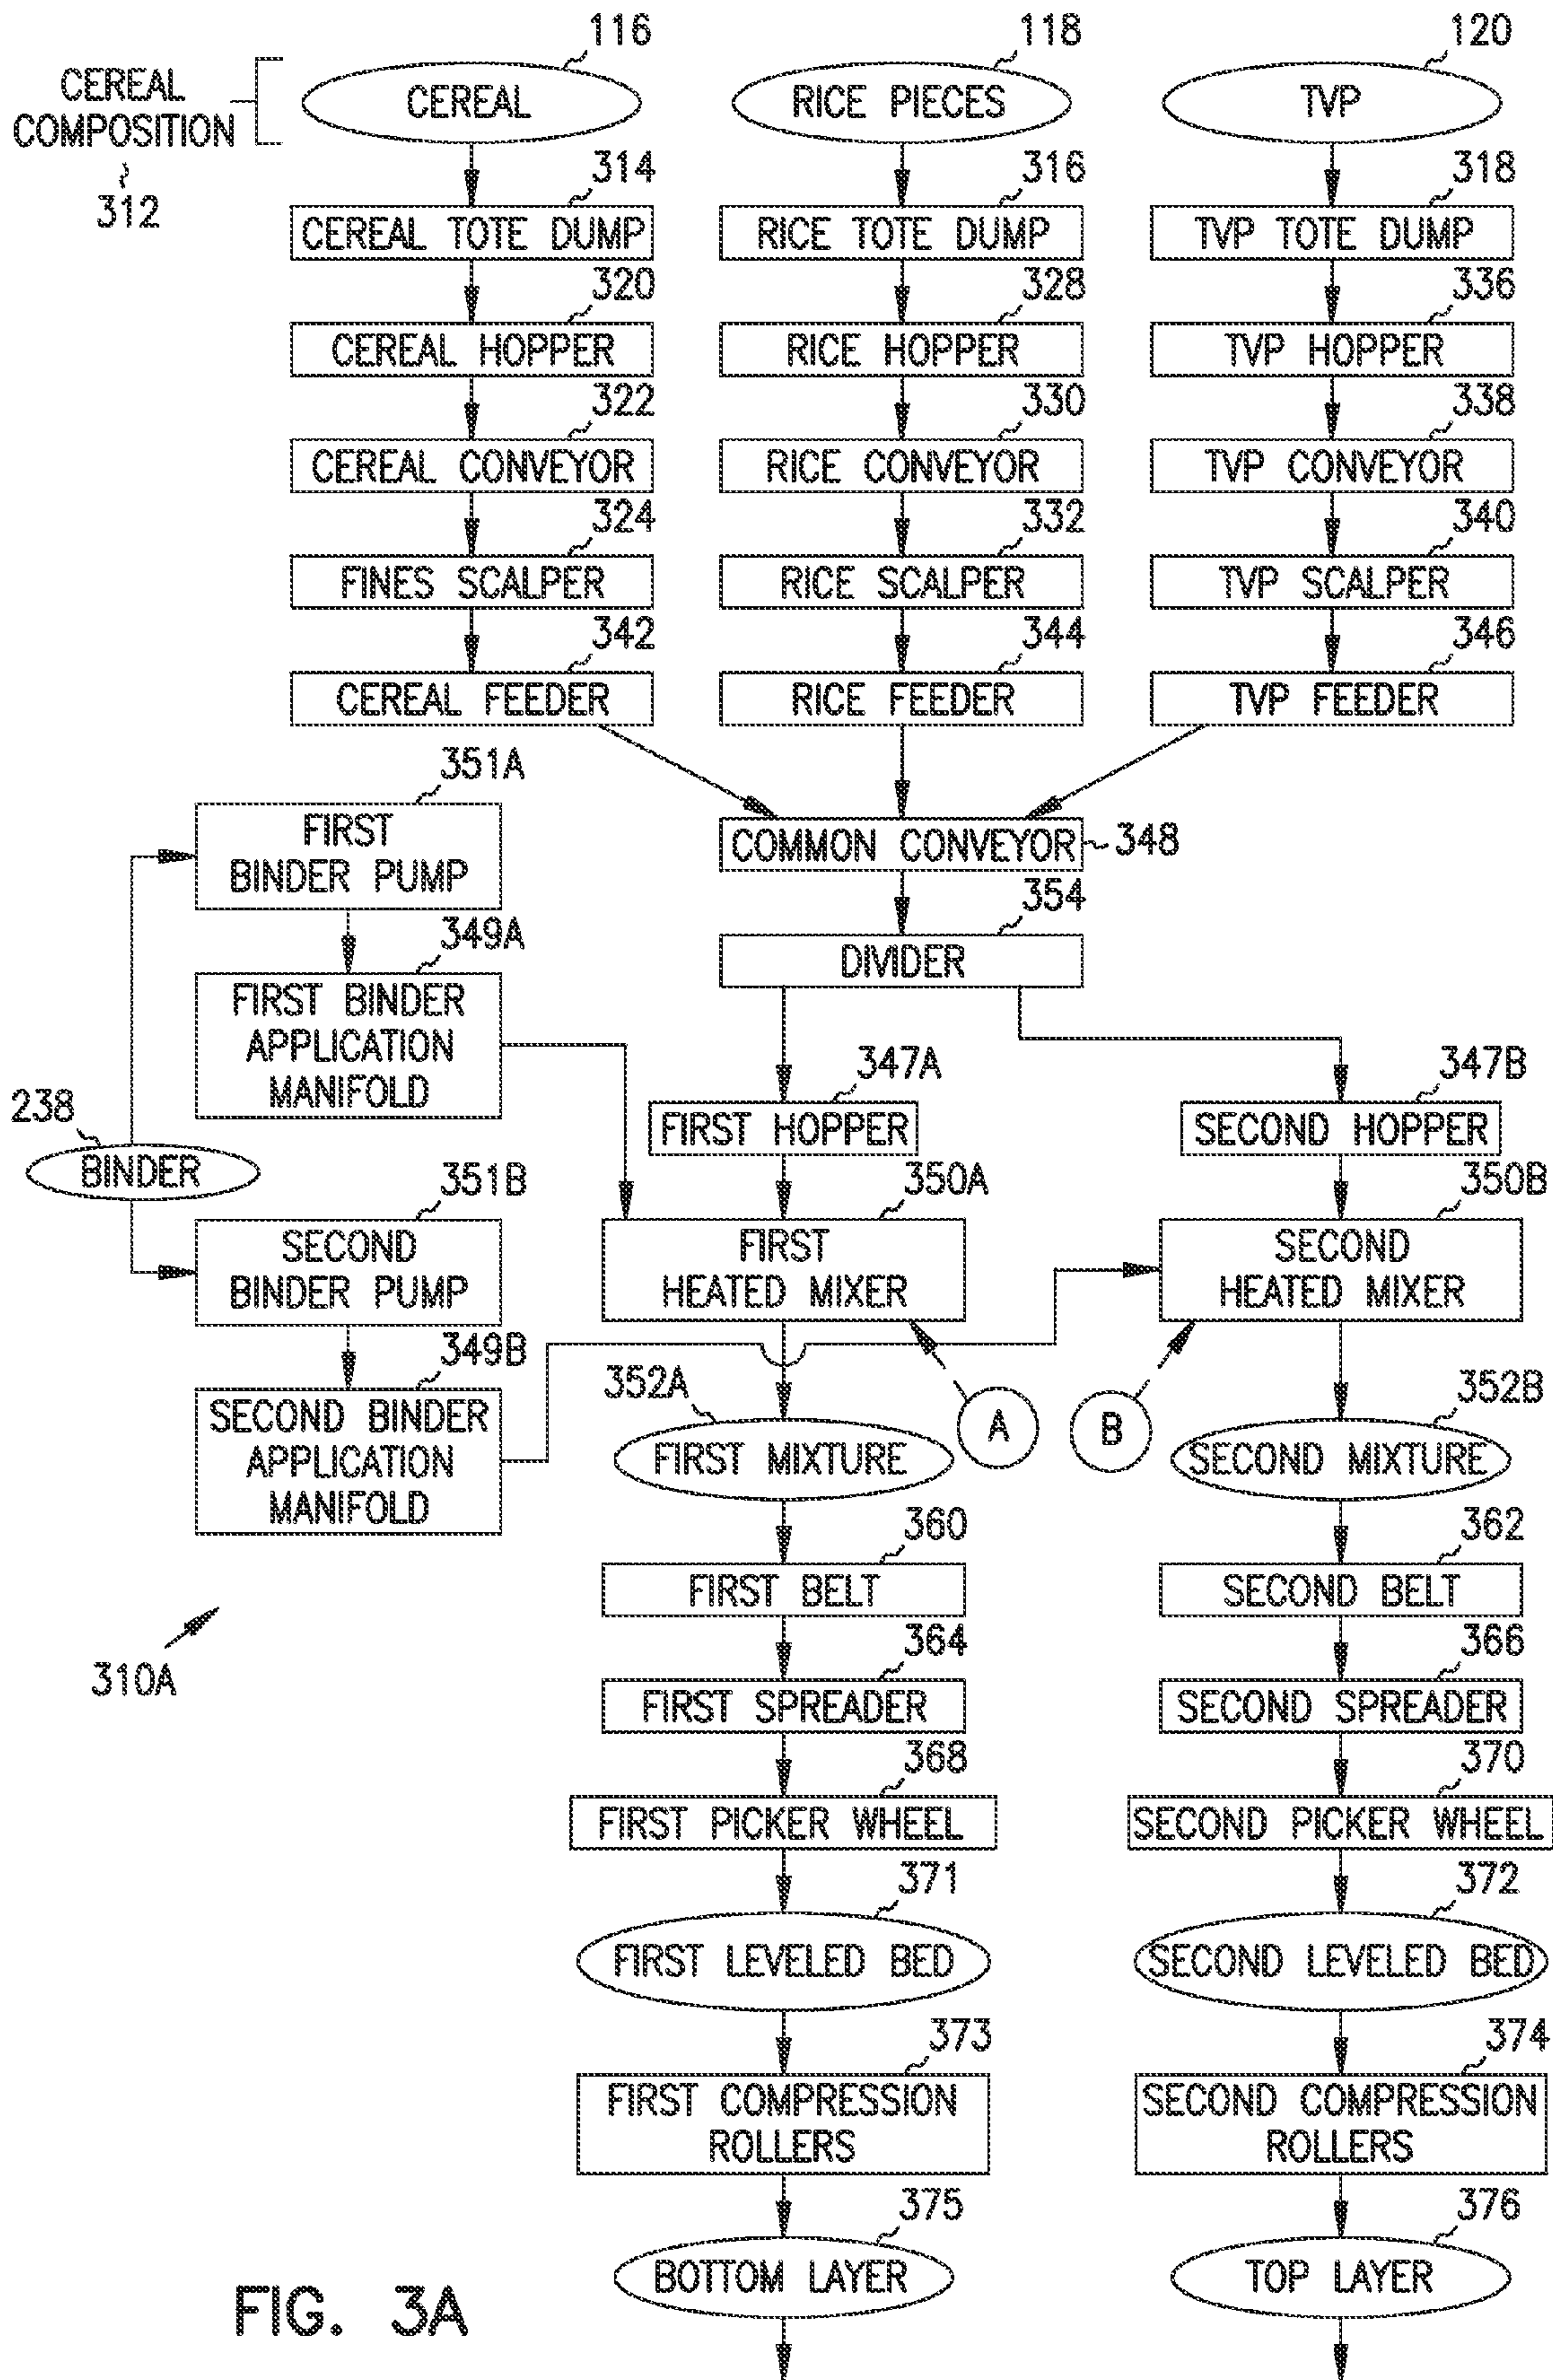 116
118
120
CEREAL
COMPOSITION
312
CEREAL
RICE PIECES
TVP
314
316
318
CEREAL TOTE DUMP
RICE TOTE DUMP
TVP TOTE DUMP
320
328
336
CEREAL HOPPER
RICE HOPPER
TVP HOPPER
322
330
338
CEREAL CONVEYOR
RICE CONVEYOR
TVP CONVEYOR
324
332
340
FINES SCALPER
RICE SCALPER
TVP SCALPER
342
344
346
CEREAL FEEDER
RICE FEEDER
TVP FEEDER
351A
FIRST
BINDER PUMP
COMMON CONVEYOR
348
354
349A
DIVIDER
FIRST BINDER
APPLICATION
MANIFOLD
347A
347B
238
FIRST HOPPER
SECOND HOPPER
BINDER
351B
350A
350B
SECOND
BINDER PUMP
FIRST
HEATED MIXER
SECOND
HEATED MIXER
349B
352A
352B
SECOND BINDER
APPLICATION
MANIFOLD
FIRST MIXTURE
A
B
SECOND MIXTURE
360
362
FIRST BELT
SECOND BELT
310A
364
366
FIRST SPREADER
SECOND SPREADER
368
370
FIRST PICKER WHEEL
SECOND PICKER WHEEL
371
372
FIRST LEVELED BED
SECOND LEVELED BED
373
374
FIRST COMPRESSION
ROLLERS
SECOND COMPRESSION
ROLLERS
375
376
BOTTOM LAYER
TOP LAYER
FIG. 3A